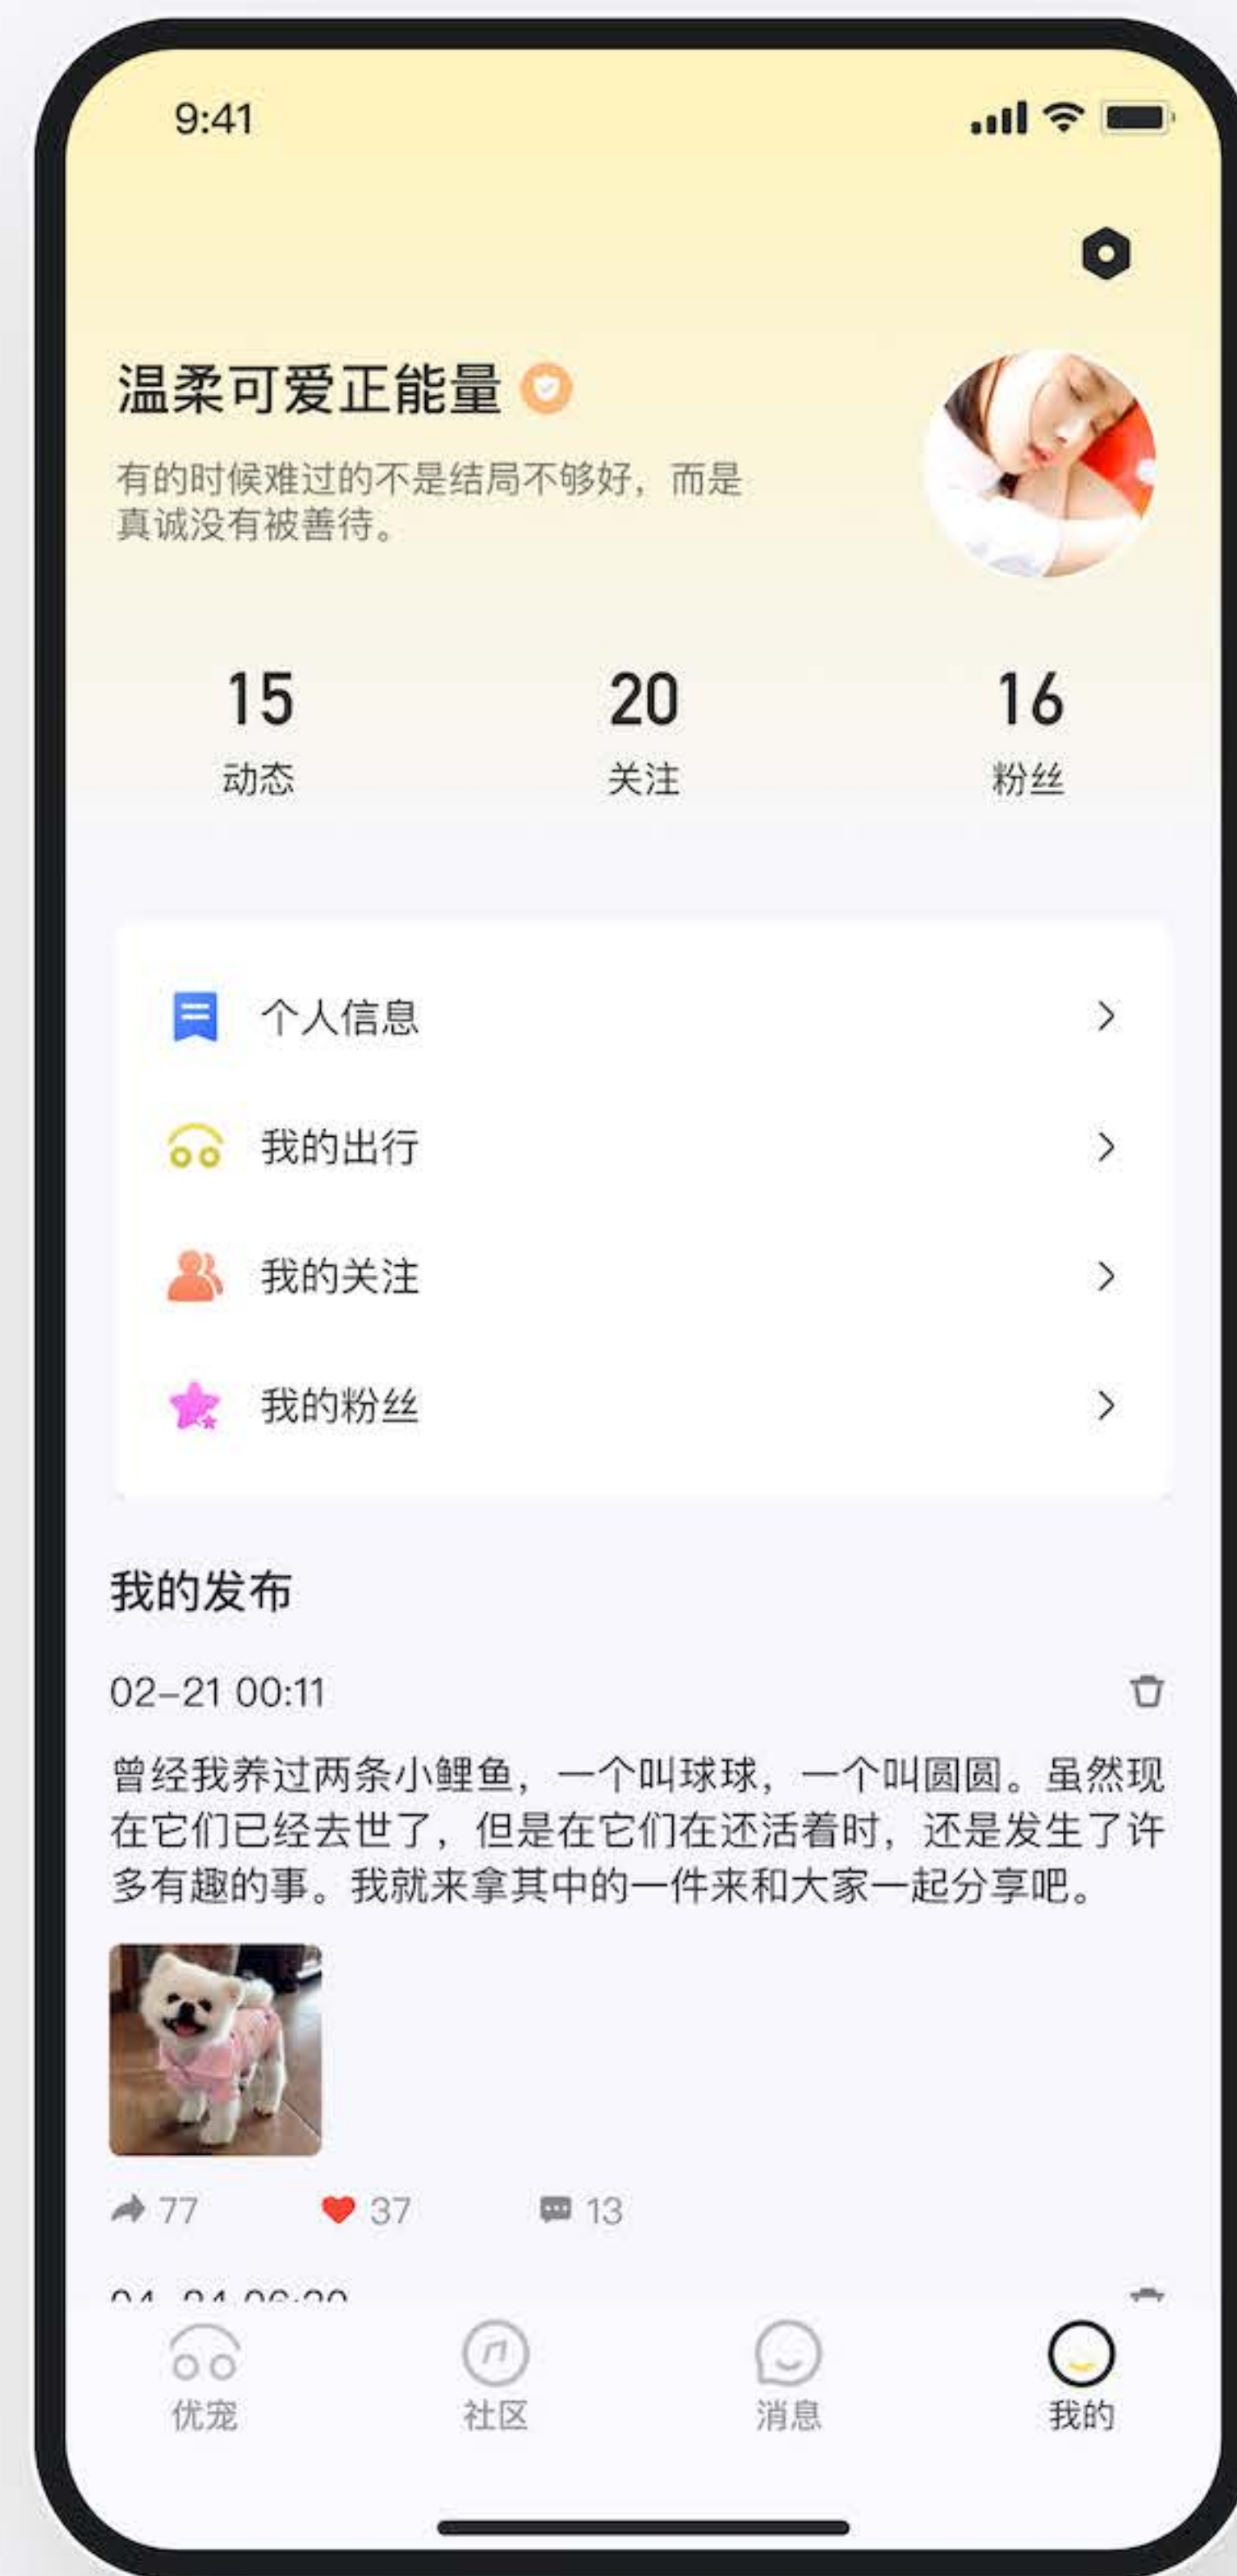 9:41
温柔可爱正能量
有的时候难过的不是结局不够好，而是
真诚没有被善待。
15 20 16
动态 关注 粉丝
个人信息
我的出行
我的关注
我的粉丝
我的发布
02-21 00:11
曾经我养过两条小鲤鱼，一个叫球球，一个叫圆圆。虽然现
在它们已经去世了，但是在它们在还活着时，还是发生了许
多有趣的事。我就来拿其中的一件来和大家一起分享吧。
77 37 13
优宠 社区 消息 我的